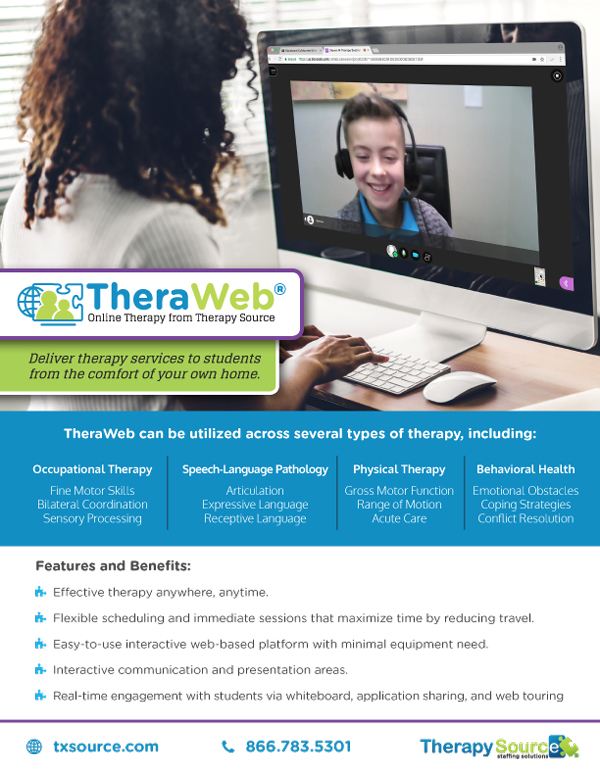 TheraWeb®
Online Therapy from Therapy Source
Deliver therapy services to students
from the comfort of your own home.
TheraWeb can be utilized across several types of therapy, including:
Occupational Therapy
Fine Motor Skills
Bilateral Coordination
Sensory Processing
Speech-Language Pathology
Articulation
Expressive Language
Receptive Language
Physical Therapy
Gross Motor Function
Range of Motion
Acute Care
Behavioral Health
Emotional Obstacles
Coping Strategies
Conflict Resolution
Features and Benefits:
Effective therapy anywhere, anytime.
Flexible scheduling and immediate sessions that maximize time by reducing travel.
Easy-to-use interactive web-based platform with minimal equipment need.
Interactive communication and presentation areas.
Real-time engagement with students via whiteboard, application sharing, and web touring
txsource.com
866.783.5301
TherapySource
staffing solutions